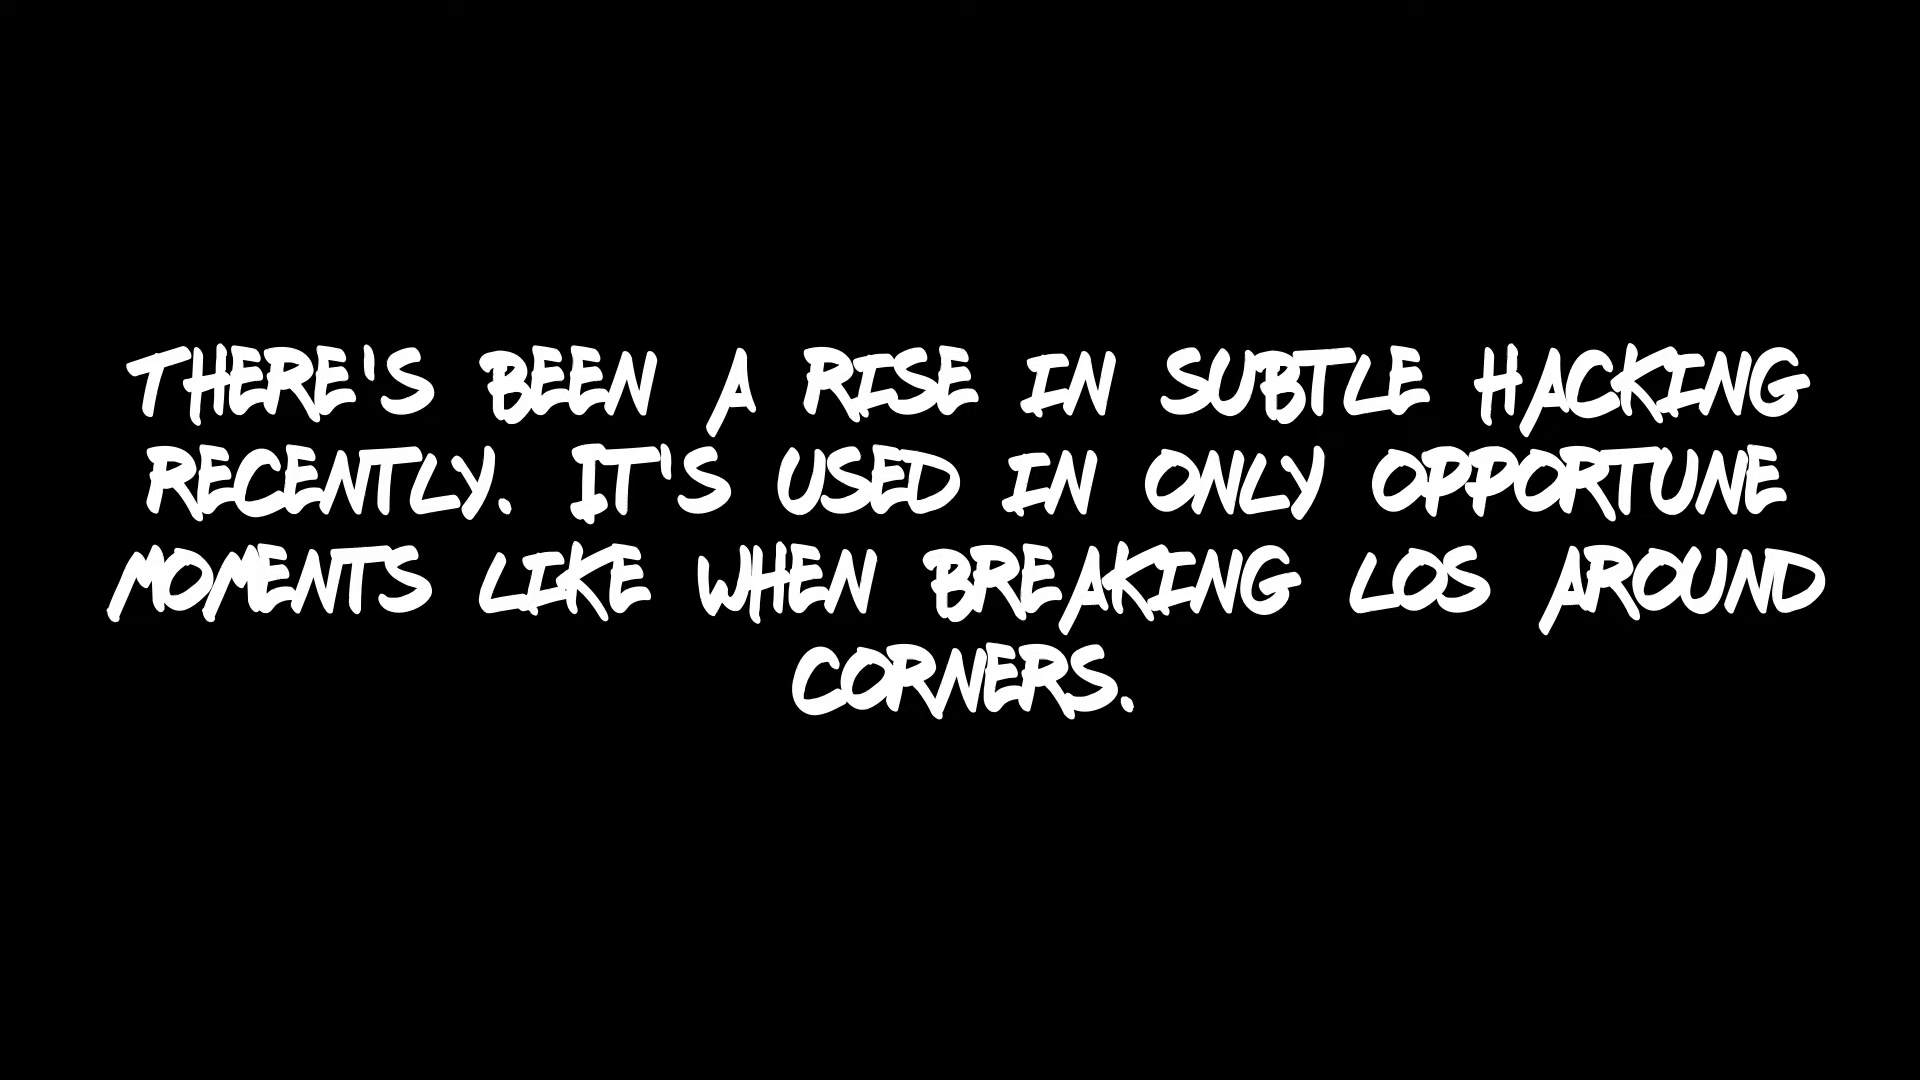 THERE'S BEEN A RISE IN SUBTLE HACKING
RECENTLY. IT'S USED IN ONLY OPPORTUNE
MOMENTS LIKE WHEN BREAKING LOS AROUND
CORNERS.